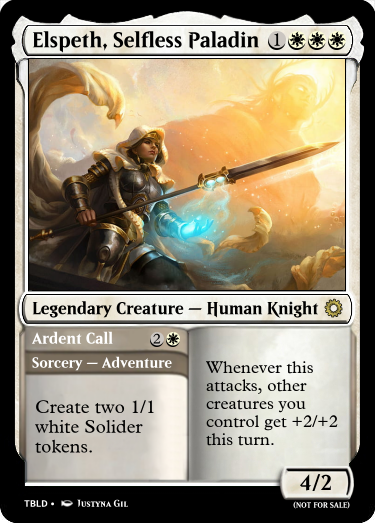 Elspeth, Selfless Paladin 1
Legendary Creature — Human Knight
Ardent Call 2
Sorcery — Adventure
Create two 1/1
white Solider
tokens.
Whenever this
attacks, other
creatures you
control get +2/+2
this turn.
4/2
TBLD • Justyna Gil
(NOT FOR SALE)